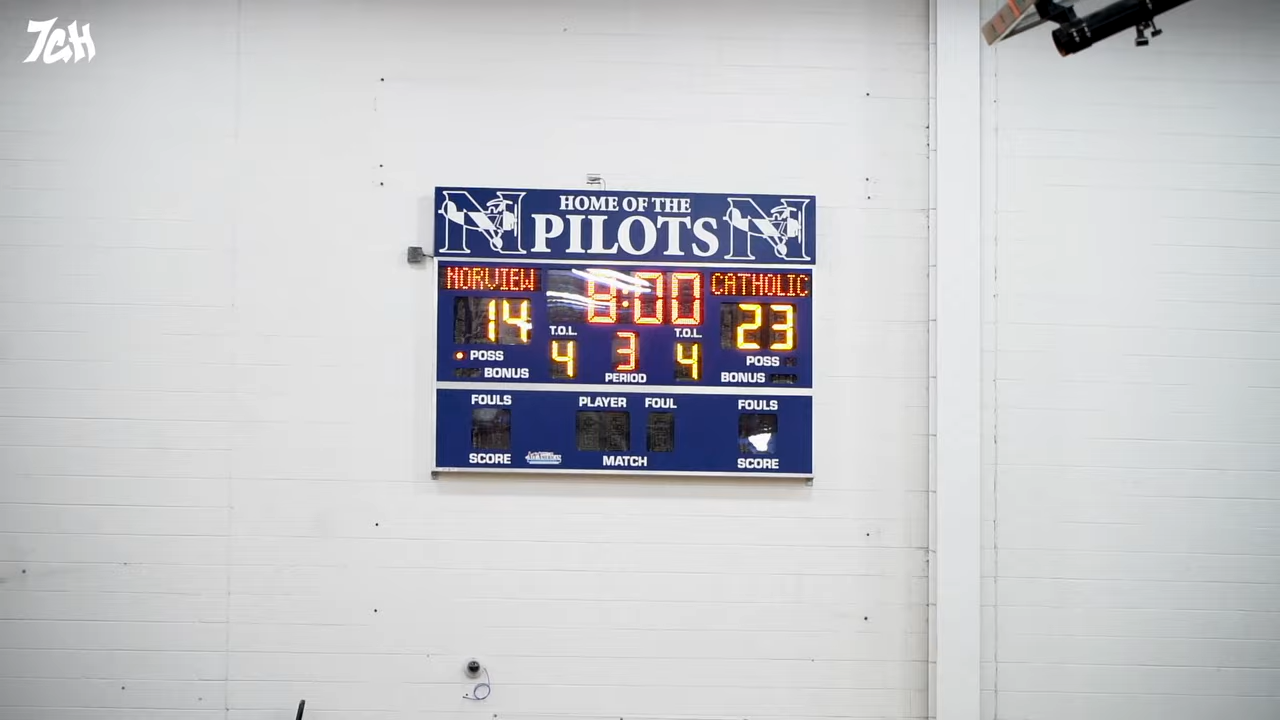 7GH
HOME OF THE
PILOTS
N
N
NORVIEW
8:00
CATHOLIC
14
T.O.L.
T.O.L.
23
4
3
4
POSS
POSS
BONUS
PERIOD
BONUS
FOULS
PLAYER
FOUL
FOULS
SCORE
MATCH
SCORE